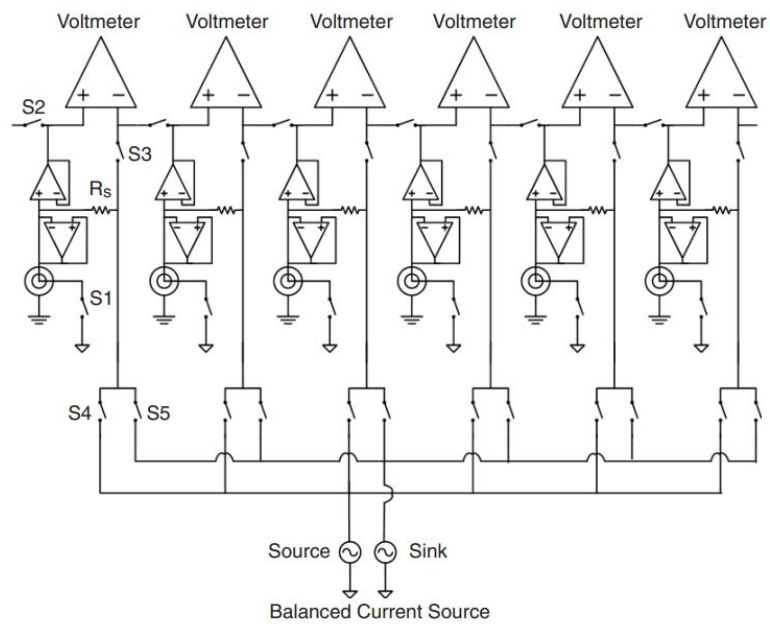 Voltmeter Voltmeter Voltmeter Voltmeter Voltmeter Voltmeter
+ − + − + − + − + − + −
S2
S3
+ − + − + − + − + − + −
Rs
− + − + − + − + − + − +
S1
S4 S5
Source Sink
Balanced Current Source